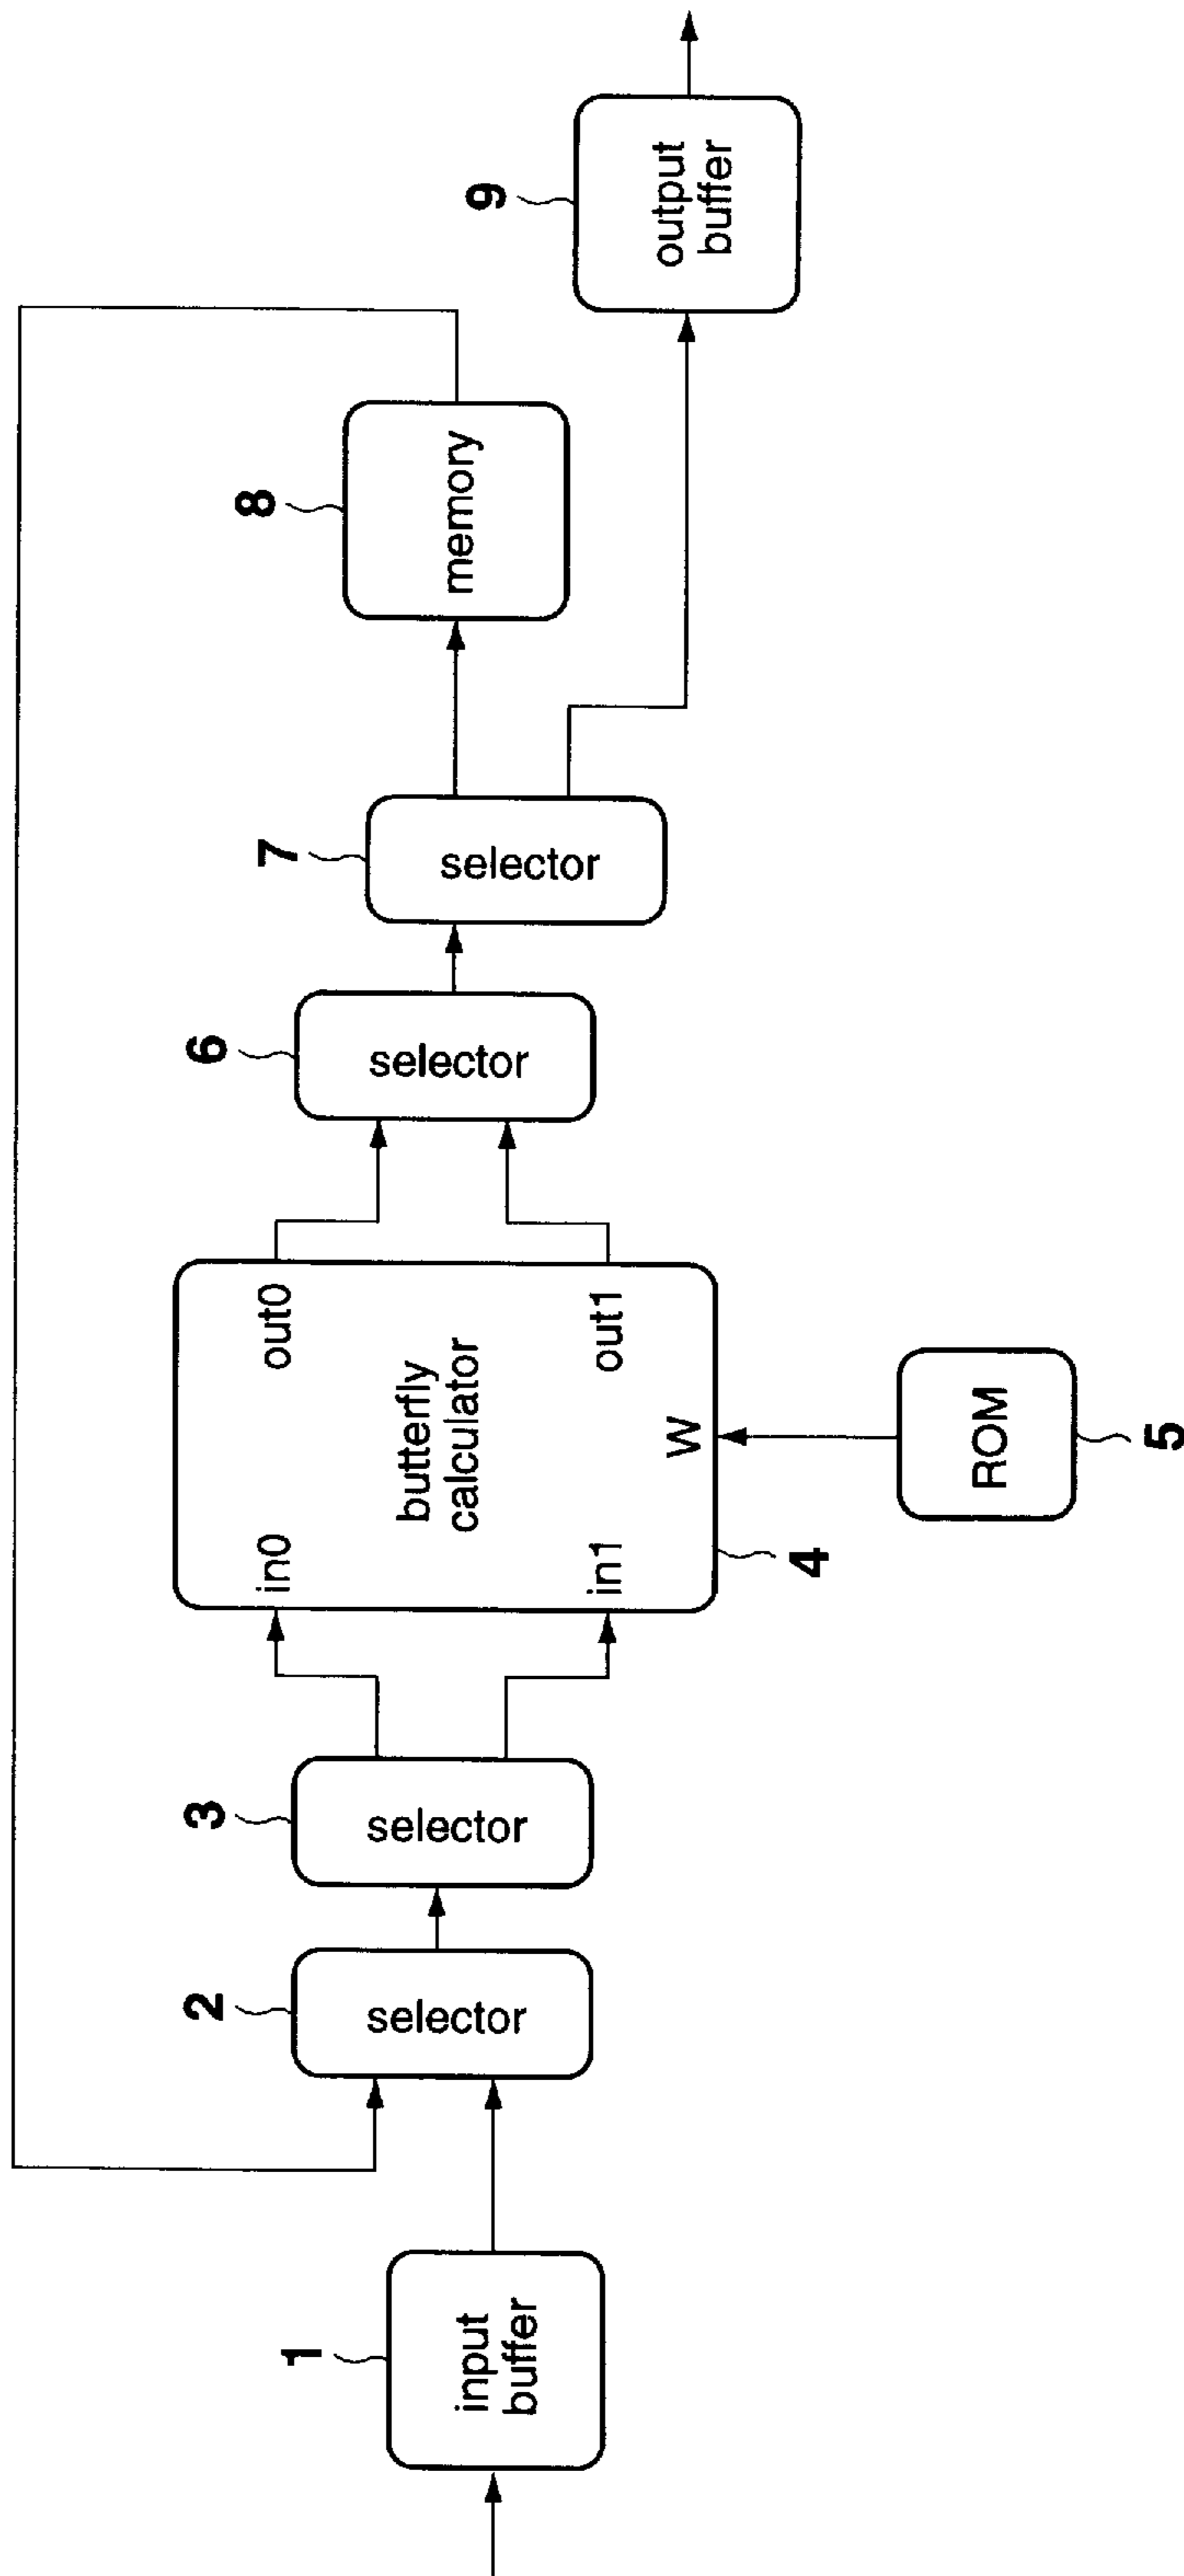 1
input
buffer
2
selector
3
selector
4
butterfly
calculator
in0
in1
out0
out1
W
5
ROM
6
selector
7
selector
8
memory
9
output
buffer